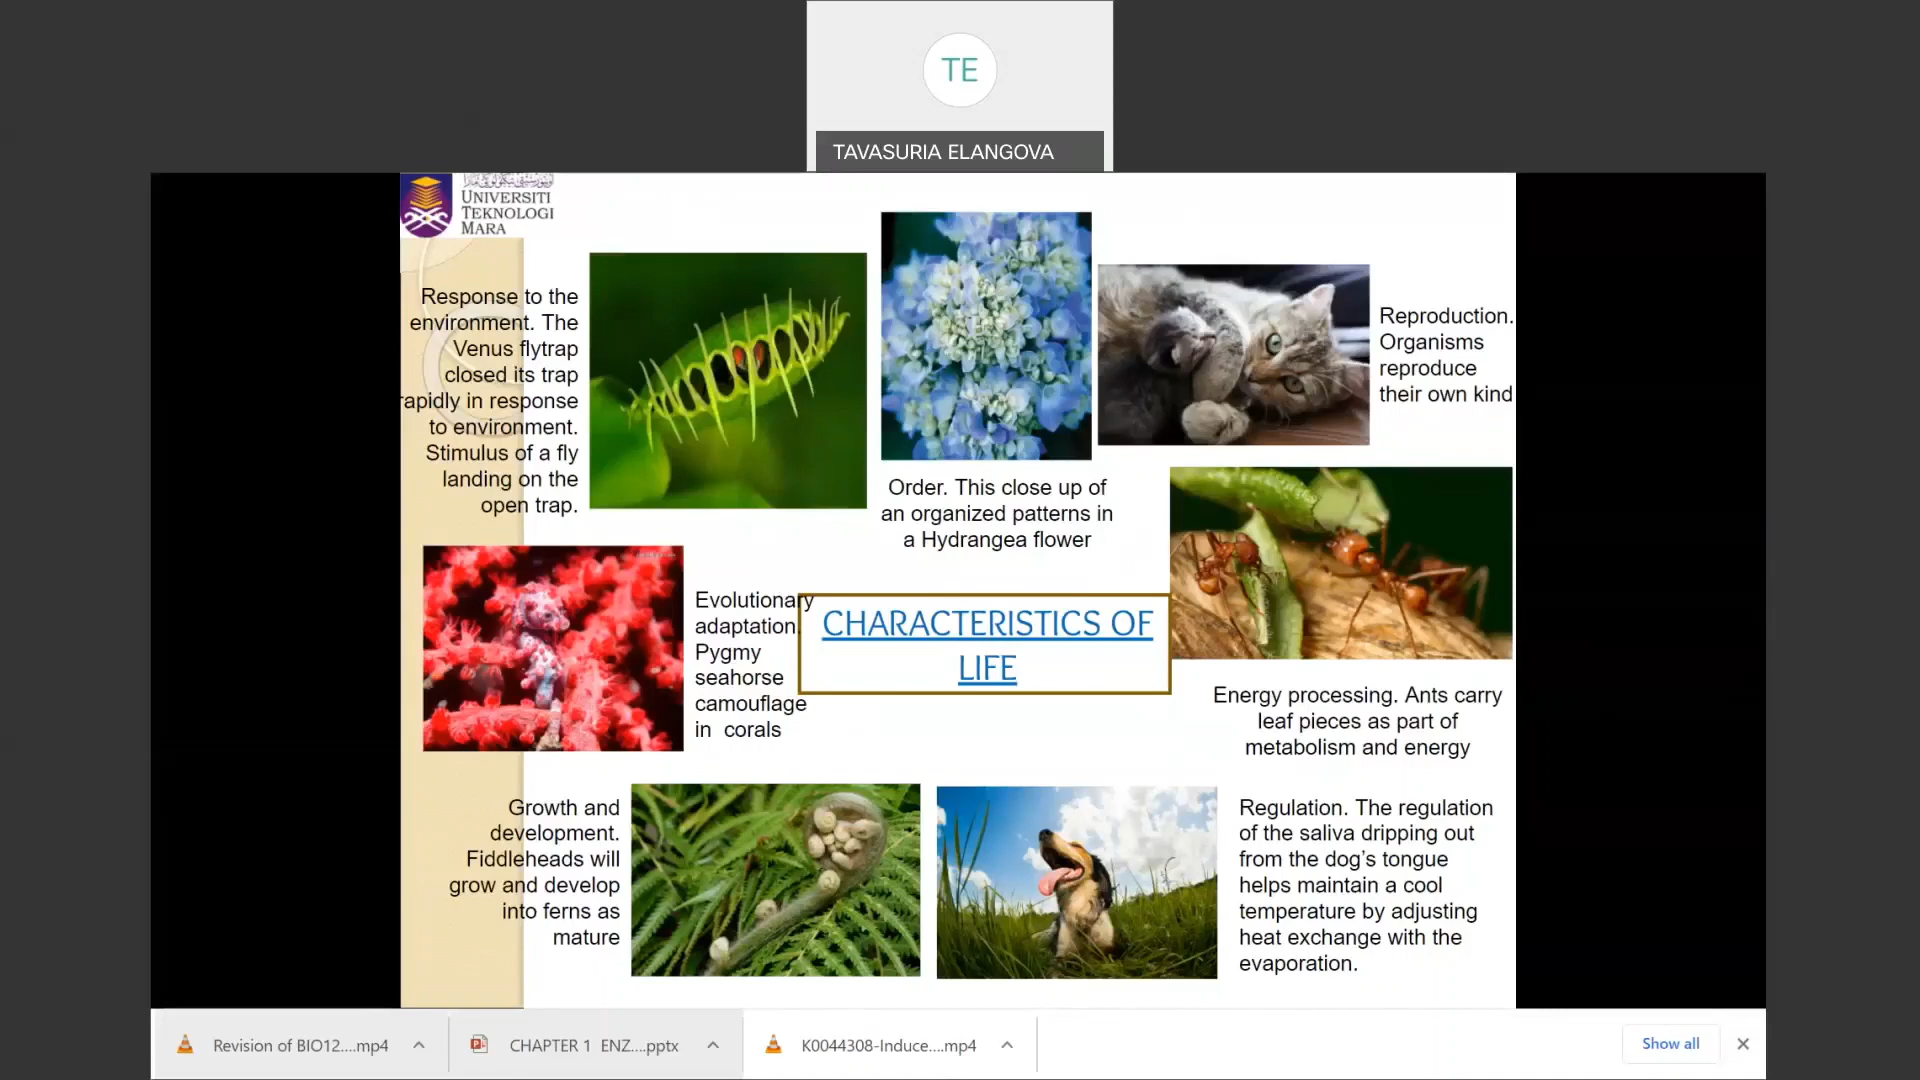 TE
TAVASURIA ELANGOVA
UNIVERSITI
TEKNOLOGI
MARA
Response to the
environment. The
Venus flytrap
closed its trap
rapidly in response
to environment.
Stimulus of a fly
landing on the
open trap.
Order. This close up of
an organized patterns in
a Hydrangea flower
Reproduction.
Organisms
reproduce
their own kind
Evolutionary
adaptation.
Pygmy
seahorse
camouflage
in corals
CHARACTERISTICS OF
LIFE
Energy processing. Ants carry
leaf pieces as part of
metabolism and energy
Growth and
development.
Fiddleheads will
grow and develop
into ferns as
mature
Regulation. The regulation
of the saliva dripping out
from the dog's tongue
helps maintain a cool
temperature by adjusting
heat exchange with the
evaporation.
Revision of BIO12....mp4
CHAPTER 1 ENZ....pptx
K0044308-Induce....mp4
Show all